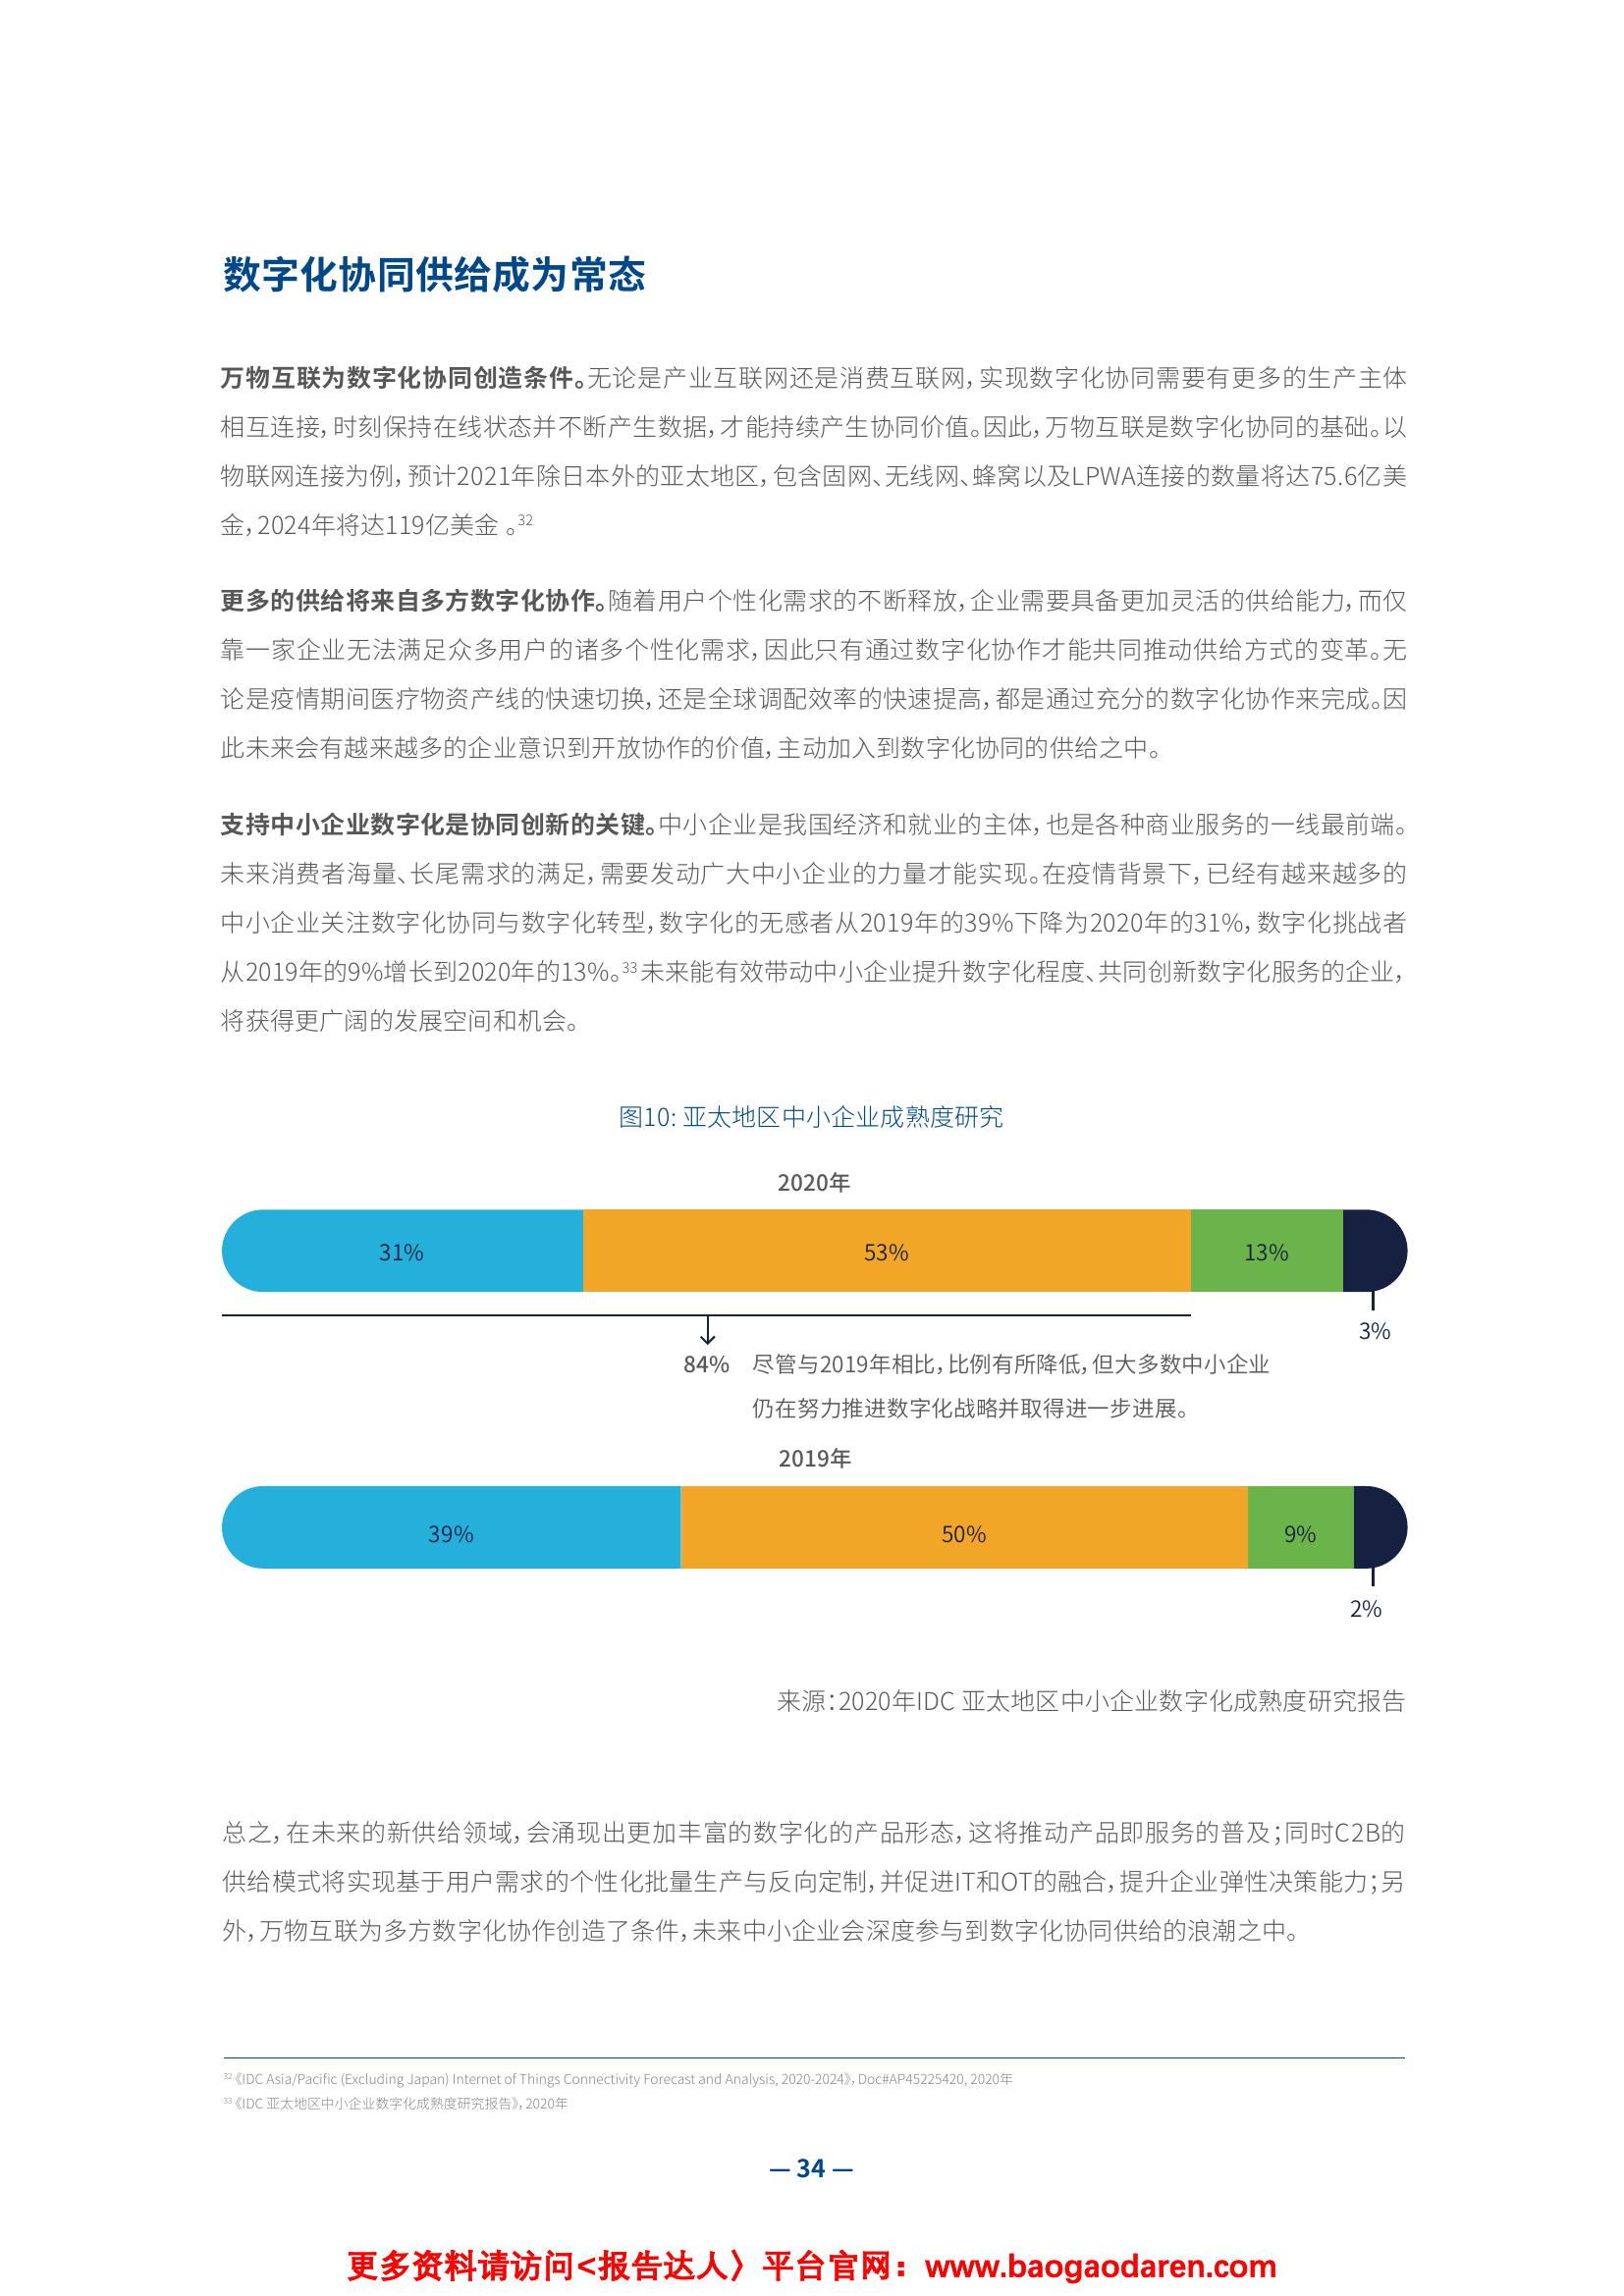 数字化协同供给成为常态
万物互联为数字化协同创造条件。无论是产业互联网还是消费互联网，实现数字化协同需要有更多的生产主体
相互连接，时刻保持在线状态并不断产生数据，才能持续产生协同价值。因此，万物互联是数字化协同的基础。以
物联网连接为例，预计2021年除日本外的亚太地区，包含固网、无线网、蜂窝以及LPWA连接的数量将达75.6亿美
金，2024年将达119亿美金 。32
更多的供给将来自多方数字化协作。随着用户个性化需求的不断释放，企业需要具备更加灵活的供给能力，而仅
靠一家企业无法满足众多用户的诸多个性化需求，因此只有通过数字化协作才能共同推动供给方式的变革。无
论是疫情期间医疗物资产线的快速切换，还是全球调配效率的快速提高，都是通过充分的数字化协作来完成。因
此未来会有越来越多的企业意识到开放协作的价值，主动加入到数字化协同的供给之中。
支持中小企业数字化是协同创新的关键。中小企业是我国经济和就业的主体，也是各种商业服务的一线最前端。
未来消费者海量、长尾需求的满足，需要发动广大中小企业的力量才能实现。在疫情背景下，已经有越来越多的
中小企业关注数字化协同与数字化转型，数字化的无感者从2019年的39%下降为2020年的31%，数字化挑战者
从2019年的9%增长到2020年的13%。33 未来能有效带动中小企业提升数字化程度、共同创新数字化服务的企业，
将获得更广阔的发展空间和机会。
图10: 亚太地区中小企业成熟度研究
2020年
31% 53% 13%
3%
84% 尽管与2019年相比，比例有所降低，但大多数中小企业
仍在努力推进数字化战略并取得进一步进展。
2019年
39% 50% 9%
2%
来源：2020年IDC 亚太地区中小企业数字化成熟度研究报告
总之，在未来的新供给领域，会涌现出更加丰富的数字化的产品形态，这将推动产品即服务的普及；同时C2B的
供给模式将实现基于用户需求的个性化批量生产与反向定制，并促进IT和OT的融合，提升企业弹性决策能力；另
外，万物互联为多方数字化协作创造了条件，未来中小企业会深度参与到数字化协同供给的浪潮之中。
32《IDC Asia/Pacific (Excluding Japan) Internet of Things Connectivity Forecast and Analysis, 2020-2024》，Doc#AP45225420, 2020年
33《IDC 亚太地区中小企业数字化成熟度研究报告》，2020年
— 34 —
更多资料请访问<报告达人〉平台官网：www.baogaodaren.com